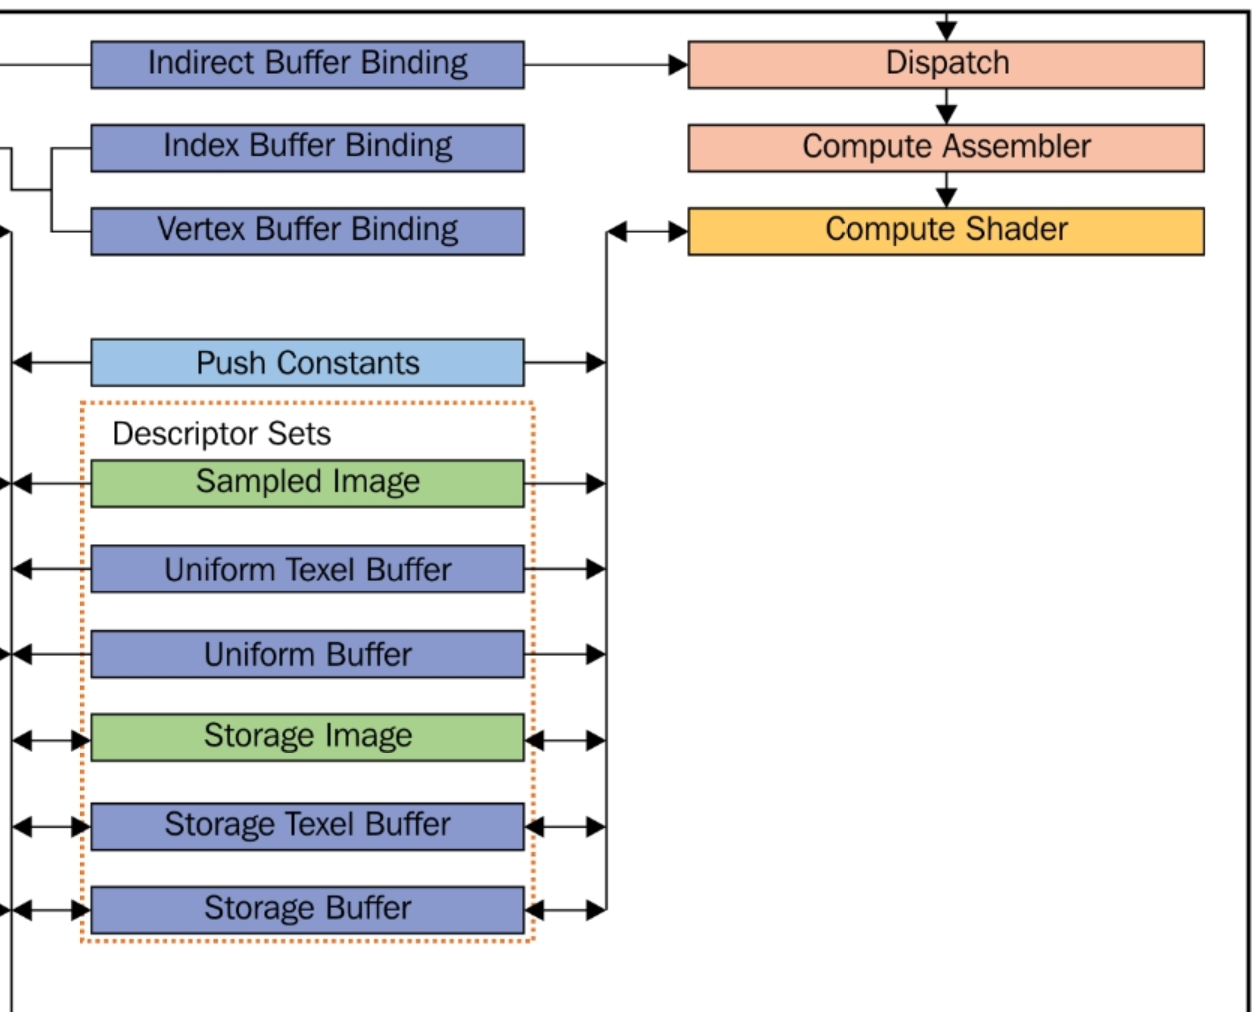 Indirect Buffer Binding
Dispatch
Index Buffer Binding
Compute Assembler
Vertex Buffer Binding
Compute Shader
Push Constants
Descriptor Sets
Sampled Image
Uniform Texel Buffer
Uniform Buffer
Storage Image
Storage Texel Buffer
Storage Buffer